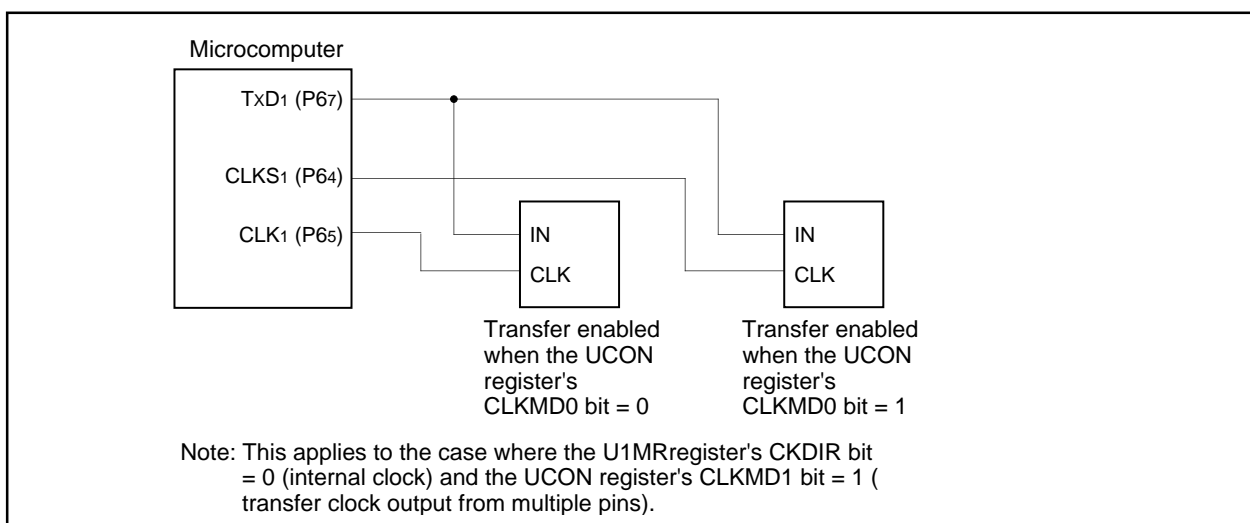 Microcomputer
TxD1 (P67)
CLKS1 (P64)
CLK1 (P65)
IN
CLK
IN
CLK
Transfer enabled
when the UCON
register's
CLKMD0 bit = 0
Transfer enabled
when the UCON
register's
CLKMD0 bit = 1
Note: This applies to the case where the U1MRregister's CKDIR bit
= 0 (internal clock) and the UCON register's CLKMD1 bit = 1 (
transfer clock output from multiple pins).